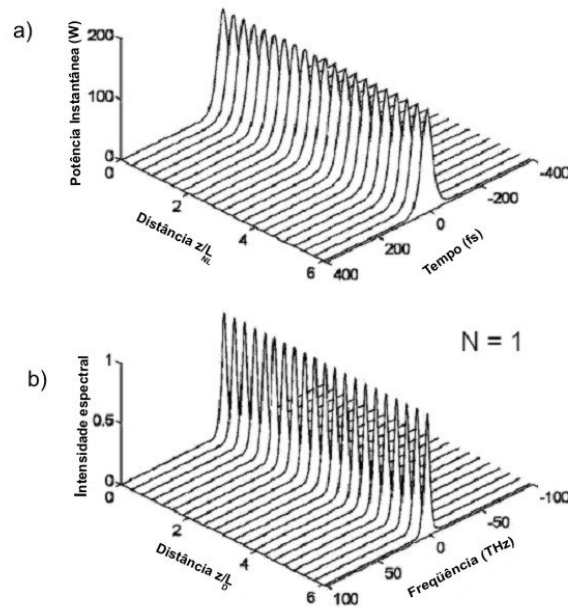 a)
Potência Instantânea (W)
200
100
0
0
2
4
6
Distância z/L_NL
400
200
0
-200
-400
Tempo (fs)
N = 1
b)
Intensidade espectral
1
0.5
0
0
2
4
6
Distância z/L_D
100
50
0
-50
-100
Freqüência (THz)